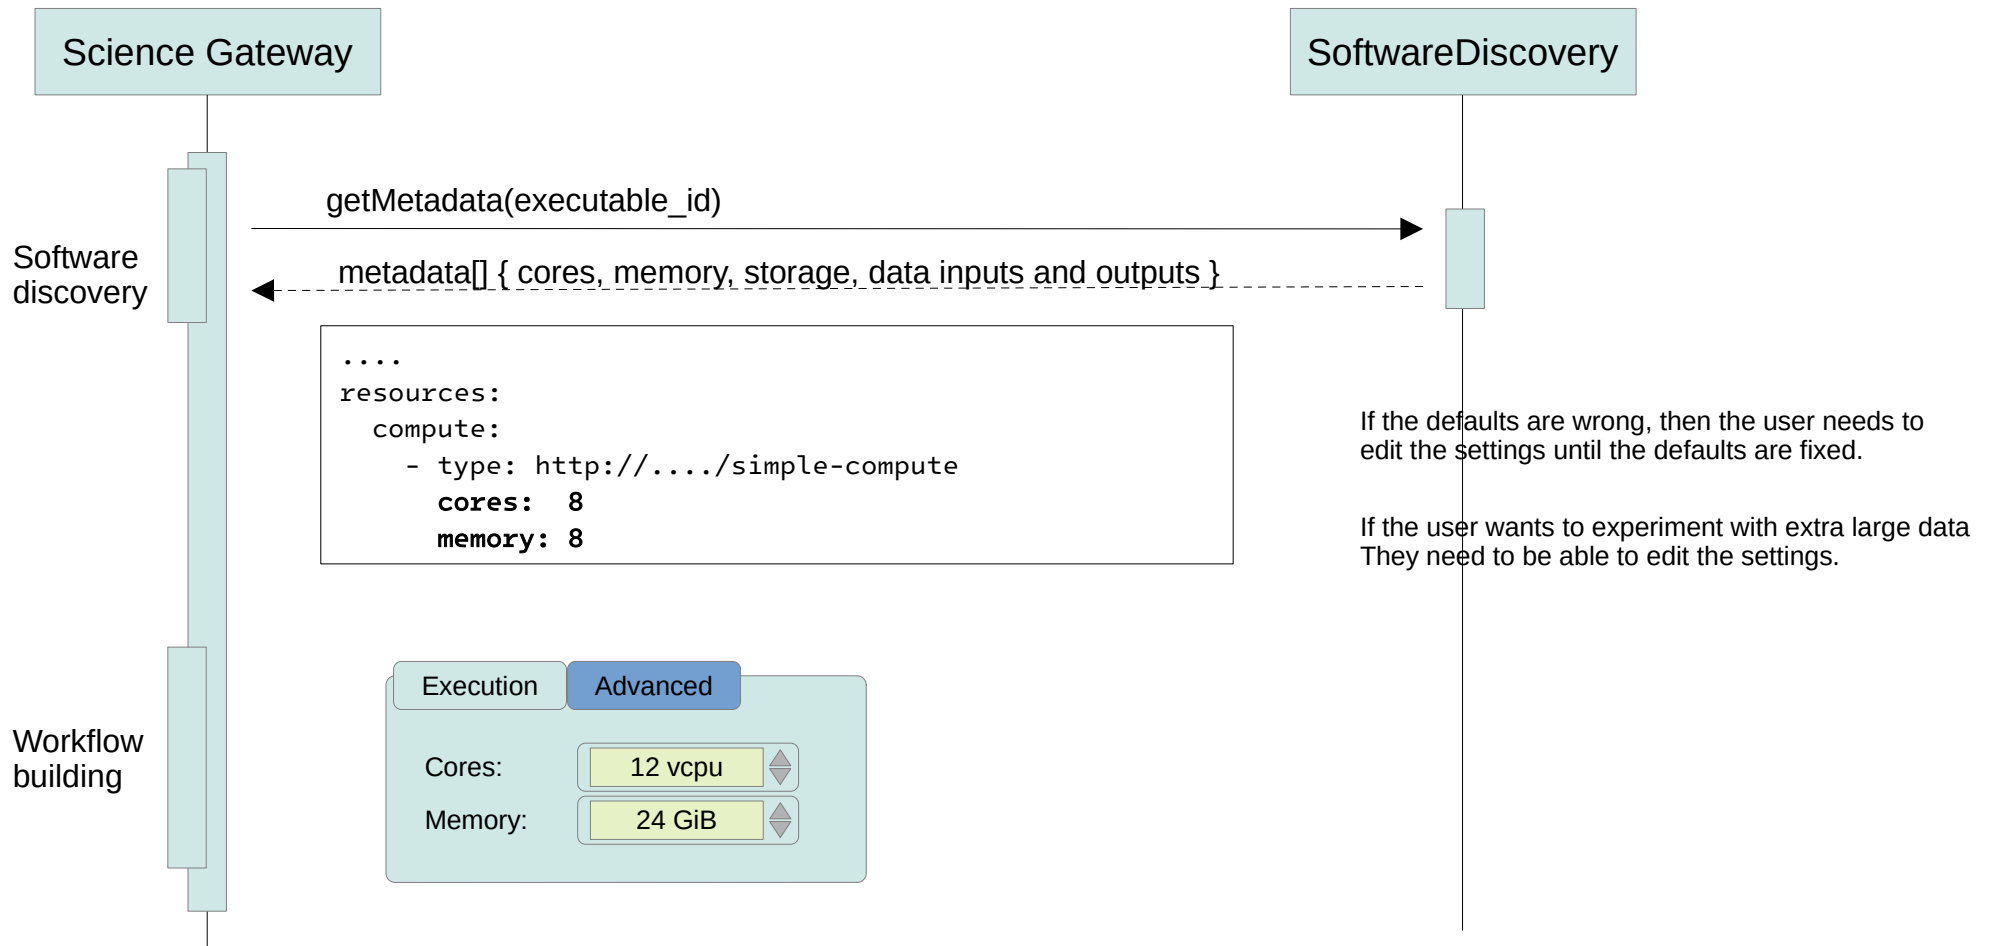 Science Gateway
SoftwareDiscovery
getMetadata(executable_id)
metadata[] { cores, memory, storage, data inputs and outputs }
Software
discovery
....
resources:
  compute:
    - type: http://..../simple-compute
      cores:  8
      memory: 8
If the defaults are wrong, then the user needs to
edit the settings until the defaults are fixed.
If the user wants to experiment with extra large data
They need to be able to edit the settings.
Workflow
building
Execution
Advanced
Cores:
12 vcpu
Memory:
24 GiB